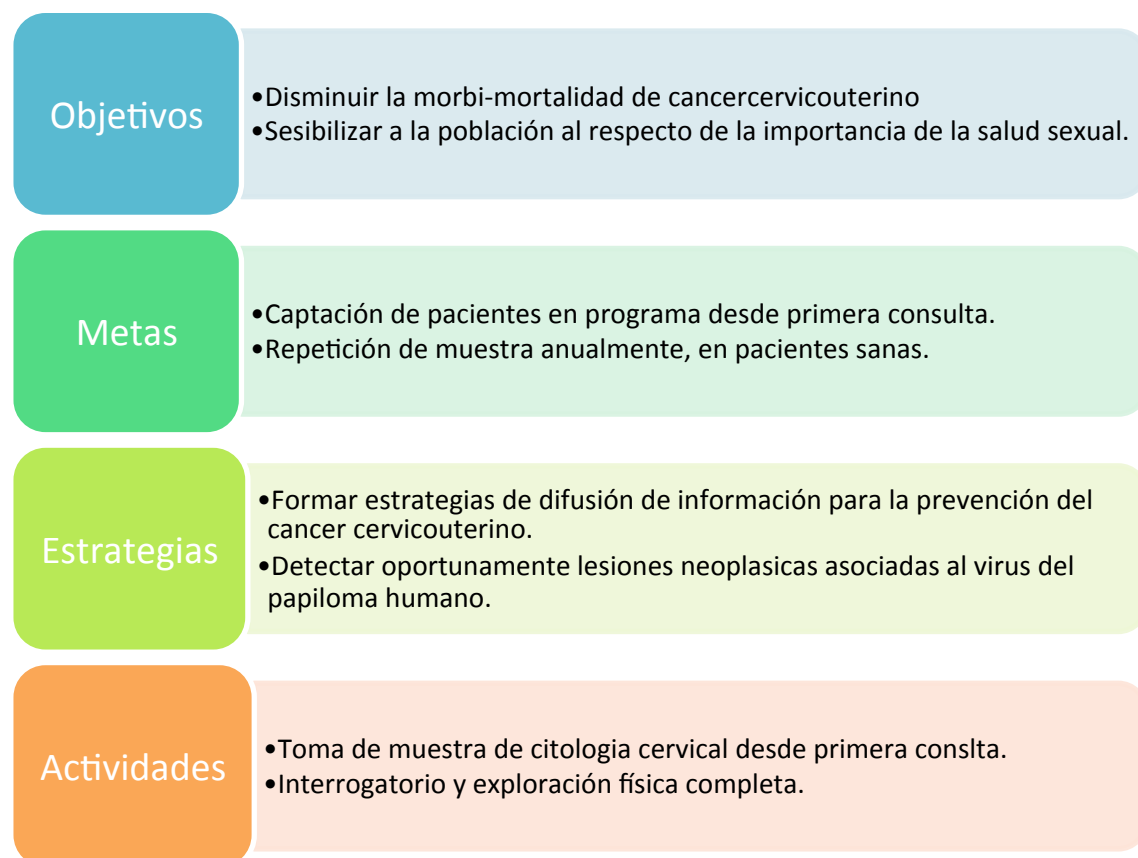 Objetivos
•Disminuir la morbi-mortalidad de cancercervicouterino
•Sesibilizar a la población al respecto de la importancia de la salud sexual.
Metas
•Captación de pacientes en programa desde primera consulta.
•Repetición de muestra anualmente, en pacientes sanas.
Estrategias
•Formar estrategias de difusión de información para la prevención del
cancer cervicouterino.
•Detectar oportunamente lesiones neoplasicas asociadas al virus del
papiloma humano.
Actividades
•Toma de muestra de citologia cervical desde primera conslta.
•Interrogatorio y exploración física completa.